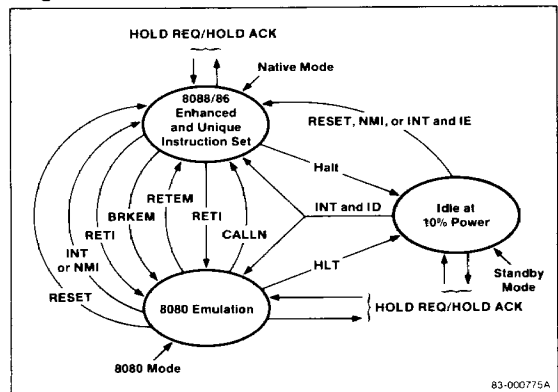 HOLD REQ/HOLD ACK
Native Mode
8088/86
Enhanced
and Unique
Instruction Set
RESET, NMI, or INT and IE
Halt
Idle at
10% Power
INT and ID
RETEM
RETI
BRKEM
CALLN
RETI
INT
or NMI
HLT
Standby
Mode
RESET
8080 Emulation
HOLD REQ/HOLD ACK
8080 Mode
83-000775A